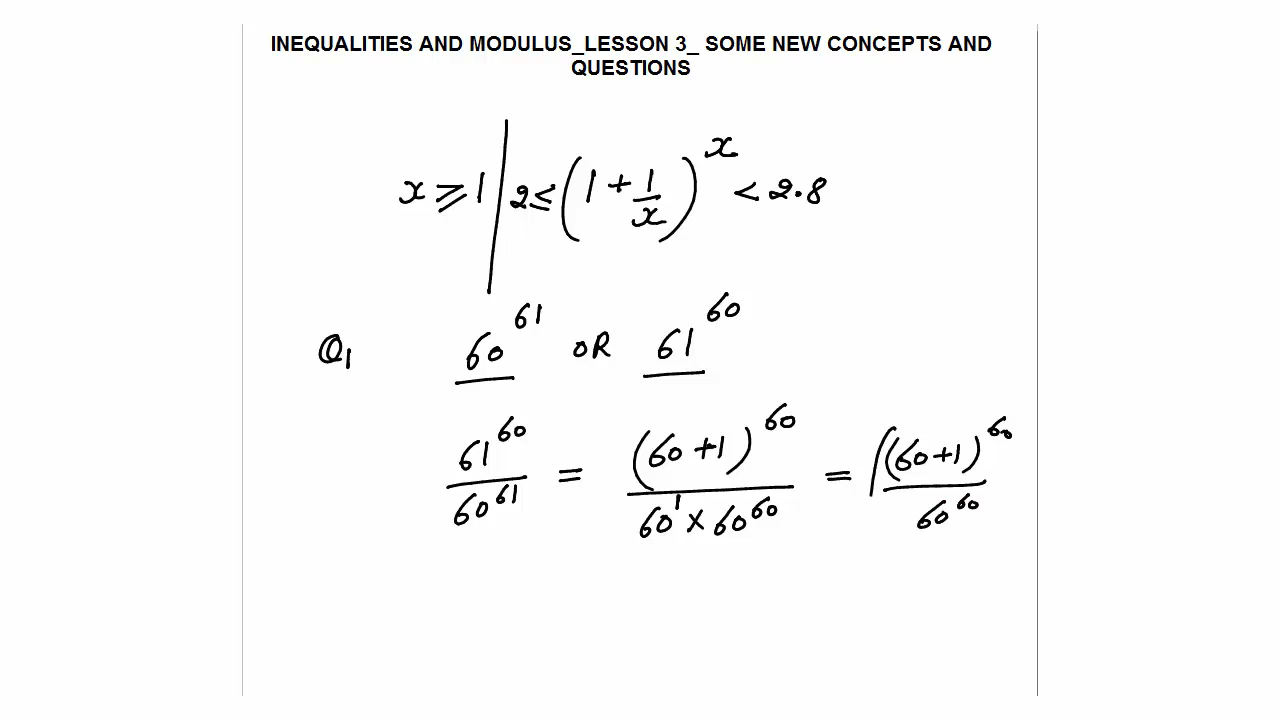 INEQUALITIES AND MODULUS_LESSON 3_ SOME NEW CONCEPTS AND
QUESTIONS
x ≥ 1 | 2 ≤ (1 + 1/x)^x < 2.8
Q1 60^61 OR 61^60
61^60/60^61 = (60+1)^60/(60^1 × 60^60) = ((60+1)^60/60^60